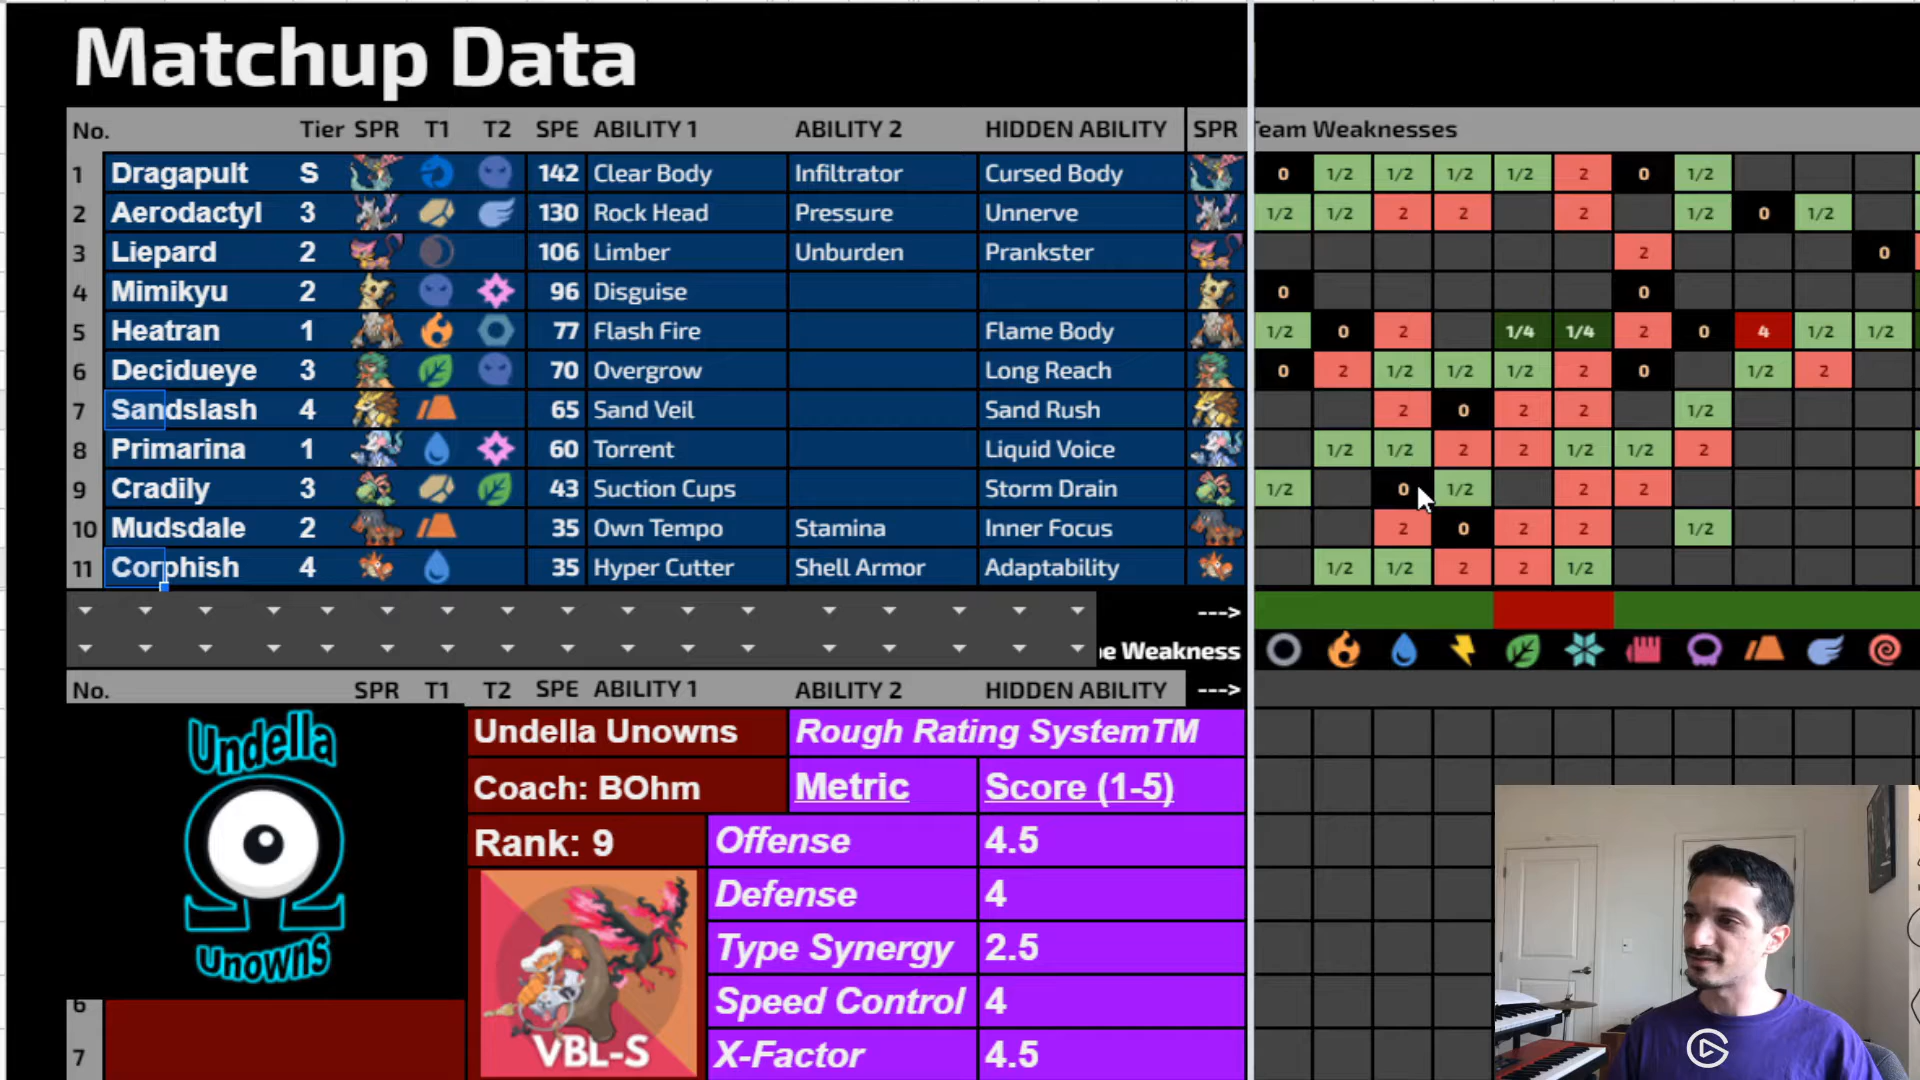 Matchup Data
No. Tier SPR T1 T2 SPE ABILITY 1 ABILITY 2 HIDDEN ABILITY SPR Team Weaknesses
1 Dragapult S 142 Clear Body Infiltrator Cursed Body 0 1/2 1/2 1/2 1/2 2 0 1/2
2 Aerodactyl 3 130 Rock Head Pressure Unnerve 1/2 1/2 2 2 2 1/2 0 1/2
3 Liepard 2 106 Limber Unburden Prankster 2 0
4 Mimikyu 2 96 Disguise 0 0
5 Heatran 1 77 Flash Fire Flame Body 1/2 0 2 1/4 1/4 2 0 4 1/2 1/2
6 Decidueye 3 70 Overgrow Long Reach 0 2 1/2 1/2 1/2 2 0 1/2 2
7 Sandslash 4 65 Sand Veil Sand Rush 2 0 2 2 1/2
8 Primarina 1 60 Torrent Liquid Voice 1/2 1/2 2 2 1/2 1/2 2
9 Cradily 3 43 Suction Cups Storm Drain 1/2 0 1/2 2 2
10 Mudsdale 2 35 Own Tempo Stamina Inner Focus 2 0 2 2 1/2
11 Corphish 4 35 Hyper Cutter Shell Armor Adaptability 1/2 1/2 2 2 1/2
--->
e Weakness
No. SPR T1 T2 SPE ABILITY 1 ABILITY 2 HIDDEN ABILITY --->
Undella
Unowns
Undella Unowns Rough Rating SystemTM
Coach: BOhm Metric Score (1-5)
Rank: 9 Offense 4.5
Defense 4
Type Synergy 2.5
Speed Control 4
X-Factor 4.5
VBL-S
6
7